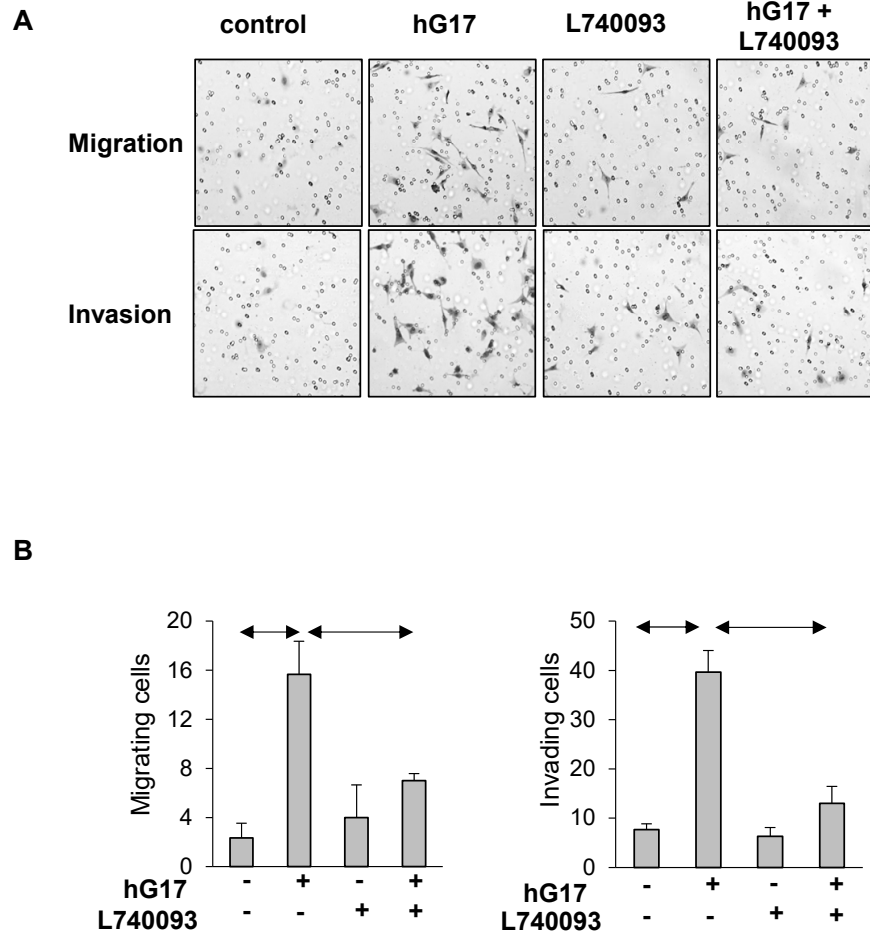 A
control hG17 L740093 hG17 +
L740093
Migration
Invasion
B
20
16
12
8
4
0
Migrating cells
hG17 - + - +
L740093 - - + +
50
40
30
20
10
0
Invading cells
hG17 - + - +
L740093 - - + +